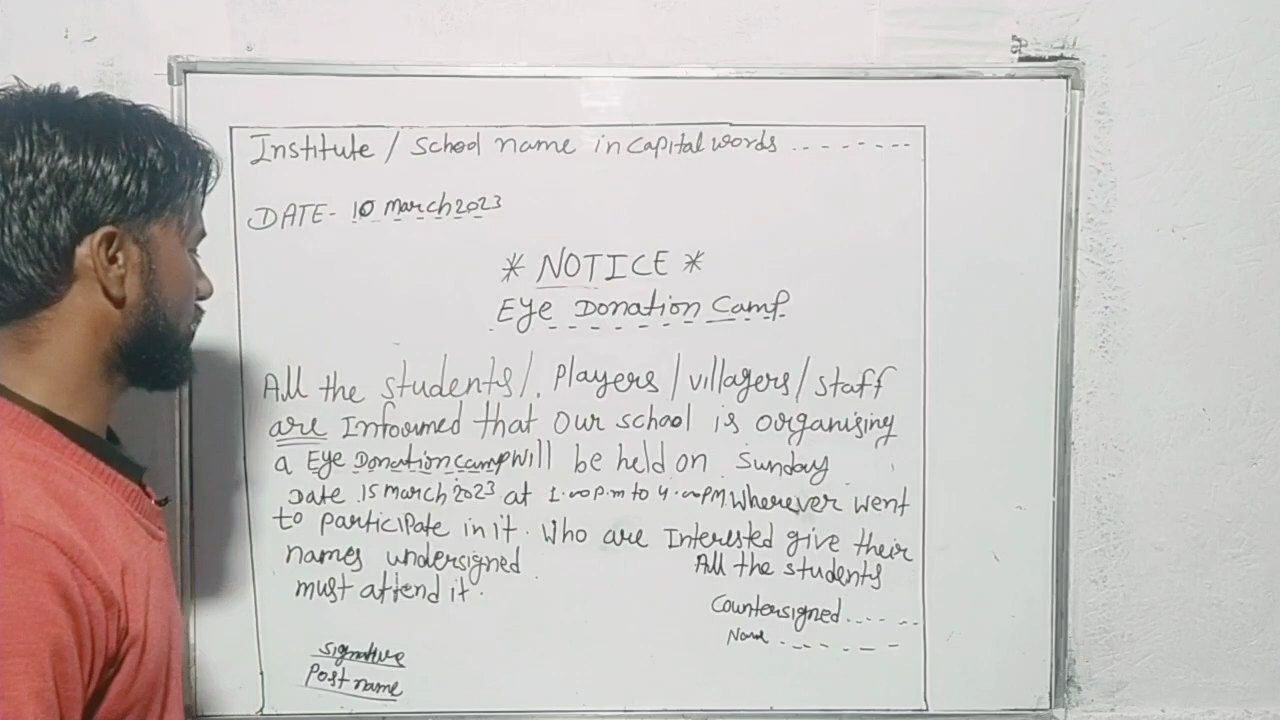 Institute / School name in capital words ........
DATE- 10 March 2023
* NOTICE *
Eye Donation Camp
All the students/. Players / villagers / staff
are Informed that our school is organising
a Eye Donation camp will be held on Sunday
Date 15 March 2023 at 1.00 P.m to 4.00 PM Wherever went
to participate in it. Who are Interested give their
names undersigned All the students
must attend it.
Countersigned......
Name ......
Signature
Post name